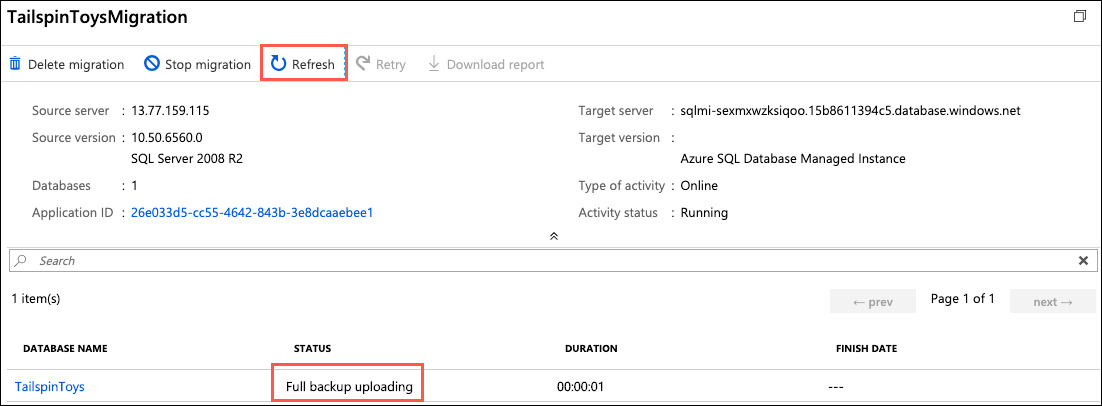 TailspinToysMigration
Delete migration Stop migration Refresh Retry Download report
Source server : 13.77.159.115 Target server : sqlmi-sexmxwzksiqoo.15b8611394c5.database.windows.net
Source version : 10.50.6560.0 Target version :
SQL Server 2008 R2 Azure SQL Database Managed Instance
Databases : 1 Type of activity : Online
Application ID : 26e033d5-cc55-4642-843b-3e8dcaaebee1 Activity status : Running
Search
1 item(s) ← prev Page 1 of 1 next →
DATABASE NAME STATUS DURATION FINISH DATE
TailspinToys Full backup uploading 00:00:01 ---